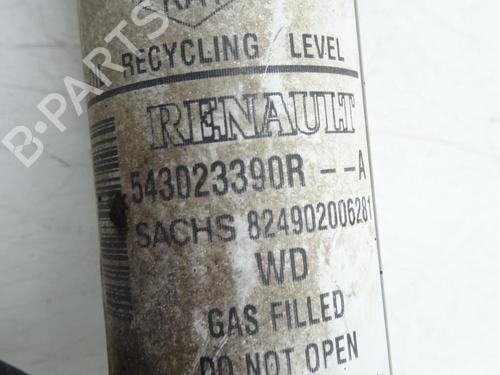 RECYCLING LEVEL
RENAULT
543023390R --A
SACHS 824902006281
WD
GAS FILLED
DO NOT OPEN
B-PARTS